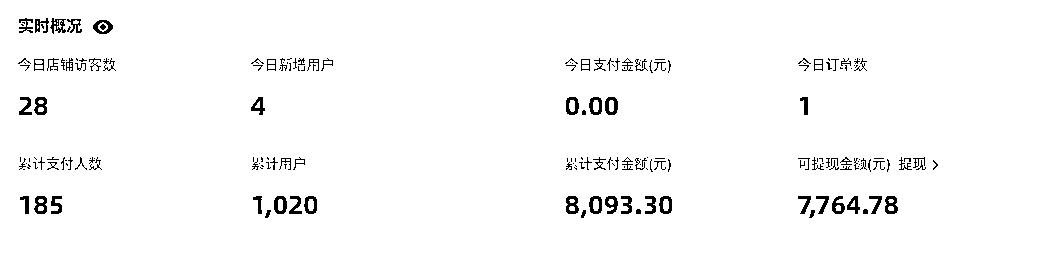 实时概况
今日店铺访客数 今日新增用户 今日支付金额(元) 今日订单数
28 4 0.00 1
累计支付人数 累计用户 累计支付金额(元) 可提现金额(元) 提现 >
185 1,020 8,093.30 7,764.78